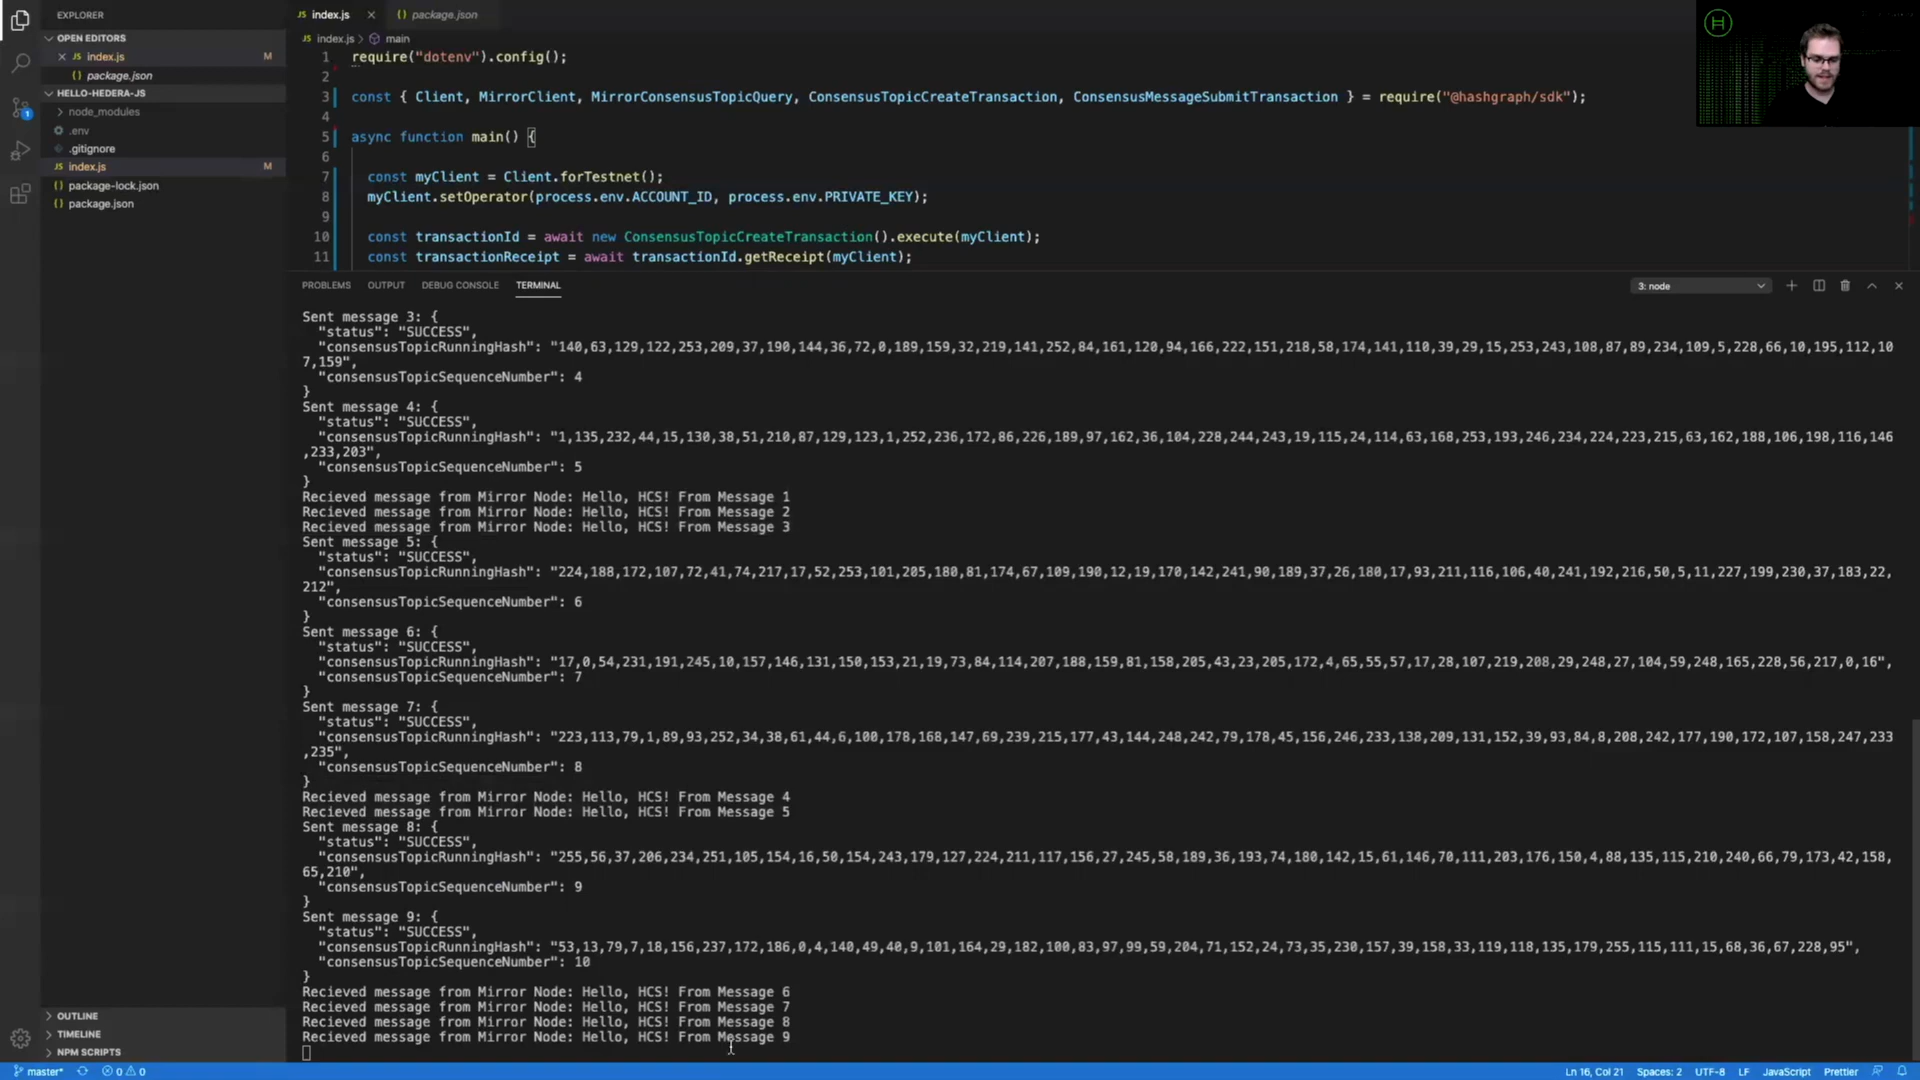 EXPLORER
OPEN EDITORS
JS index.js M
{} package.json
HELLO-HEDERA-JS
node_modules
.env
.gitignore
JS index.js M
{} package-lock.json
{} package.json
OUTLINE
TIMELINE
NPM SCRIPTS
1
JS index.js
{} package.json
JS index.js > main
1 require("dotenv").config();
2
3 const { Client, MirrorClient, MirrorConsensusTopicQuery, ConsensusTopicCreateTransaction, ConsensusMessageSubmitTransaction } = require("@hashgraph/sdk");
4
5 async function main() {
6
7 const myClient = Client.forTestnet();
8 myClient.setOperator(process.env.ACCOUNT_ID, process.env.PRIVATE_KEY);
9
10 const transactionId = await new ConsensusTopicCreateTransaction().execute(myClient);
11 const transactionReceipt = await transactionId.getReceipt(myClient);
PROBLEMS OUTPUT DEBUG CONSOLE TERMINAL 3: node
Sent message 3: {
"status": "SUCCESS",
"consensusTopicRunningHash": "140,63,129,122,253,209,37,190,144,36,72,0,189,159,32,219,141,252,84,161,120,94,166,222,151,218,58,174,141,110,39,29,15,253,243,108,87,89,234,109,5,228,66,10,195,112,10
7,159",
"consensusTopicSequenceNumber": 4
}
Sent message 4: {
"status": "SUCCESS",
"consensusTopicRunningHash": "1,135,232,44,15,130,38,51,210,87,129,123,1,252,236,172,86,226,189,97,162,36,104,228,244,243,19,115,24,114,63,168,253,193,246,234,224,223,215,63,162,188,106,198,116,146
,233,203",
"consensusTopicSequenceNumber": 5
}
Recieved message from Mirror Node: Hello, HCS! From Message 1
Recieved message from Mirror Node: Hello, HCS! From Message 2
Recieved message from Mirror Node: Hello, HCS! From Message 3
Sent message 5: {
"status": "SUCCESS",
"consensusTopicRunningHash": "224,188,172,107,72,41,74,217,17,52,253,101,205,180,81,174,67,109,190,12,19,170,142,241,90,189,37,26,180,17,93,211,116,106,40,241,192,216,50,5,11,227,199,230,37,183,22,
212",
"consensusTopicSequenceNumber": 6
}
Sent message 6: {
"status": "SUCCESS",
"consensusTopicRunningHash": "17,0,54,231,191,245,10,157,146,131,150,153,21,19,73,84,114,207,188,159,81,158,205,43,23,205,172,4,65,55,57,17,28,107,219,208,29,248,27,104,59,248,165,228,56,217,0,16",
"consensusTopicSequenceNumber": 7
}
Sent message 7: {
"status": "SUCCESS",
"consensusTopicRunningHash": "223,113,79,1,89,93,252,34,38,61,44,6,100,178,168,147,69,239,215,177,43,144,248,242,79,178,45,156,246,233,138,209,131,152,39,93,84,8,208,242,177,190,172,107,158,247,233
,235",
"consensusTopicSequenceNumber": 8
}
Recieved message from Mirror Node: Hello, HCS! From Message 4
Recieved message from Mirror Node: Hello, HCS! From Message 5
Sent message 8: {
"status": "SUCCESS",
"consensusTopicRunningHash": "255,56,37,206,234,251,105,154,16,50,154,243,179,127,224,211,117,156,27,245,58,189,36,193,74,180,142,15,61,146,70,111,203,176,150,4,88,135,115,210,240,66,79,173,42,158,
65,210",
"consensusTopicSequenceNumber": 9
}
Sent message 9: {
"status": "SUCCESS",
"consensusTopicRunningHash": "53,13,79,7,18,156,237,172,186,0,4,140,49,40,9,101,164,29,182,100,83,97,99,59,204,71,152,24,73,35,230,157,39,158,33,119,118,135,179,255,115,111,15,68,36,67,228,95",
"consensusTopicSequenceNumber": 10
}
Recieved message from Mirror Node: Hello, HCS! From Message 6
Recieved message from Mirror Node: Hello, HCS! From Message 7
Recieved message from Mirror Node: Hello, HCS! From Message 8
Recieved message from Mirror Node: Hello, HCS! From Message 9
master* 0 0 Ln 16, Col 21 Spaces: 2 UTF-8 LF JavaScript Prettier